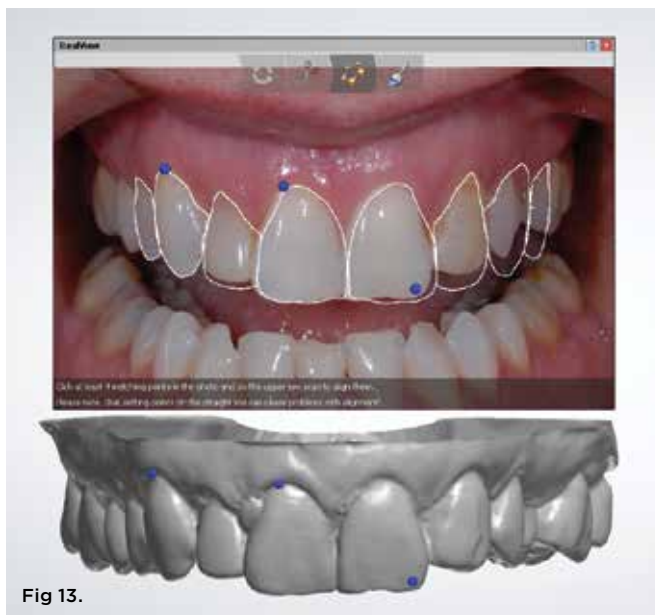 RealView
Click at least 4 matching points in the photo and on the upper jaw scan to align them.
Please note, that setting points on the straight line can cause problems with alignment!
Fig 13.